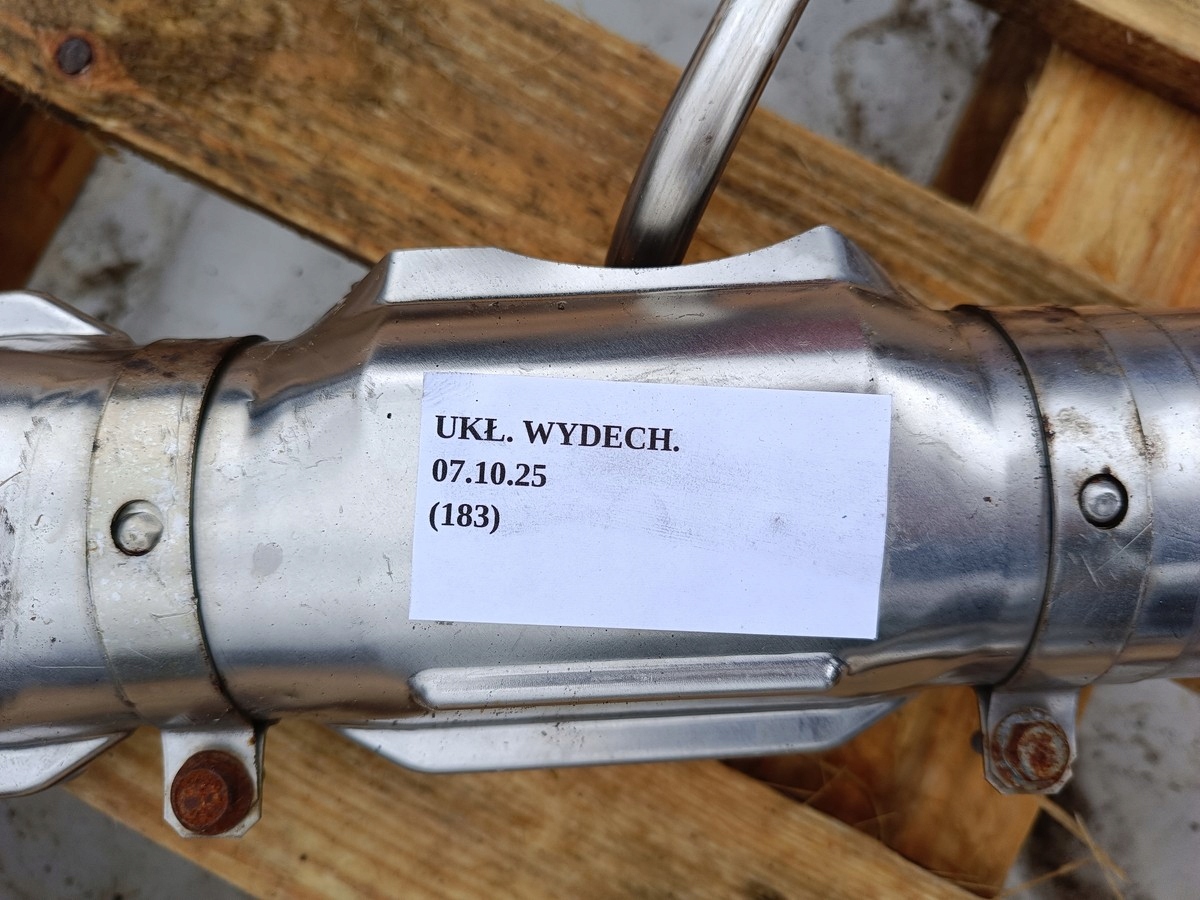 UKŁ. WYDECH.
07.10.25
(183)